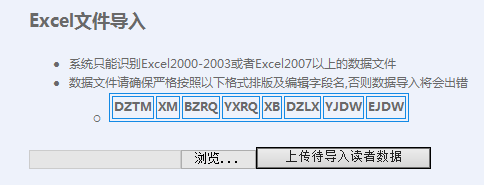 Excel文件导入
系统只能识别Excel2000-2003或者Excel2007以上的数据文件
数据文件请确保严格按照以下格式排版及编辑字段名,否则数据导入将会出错
DZTM XM BZRQ YXRQ XB DZLX YJDW EJDW
浏览... 上传待导入读者数据